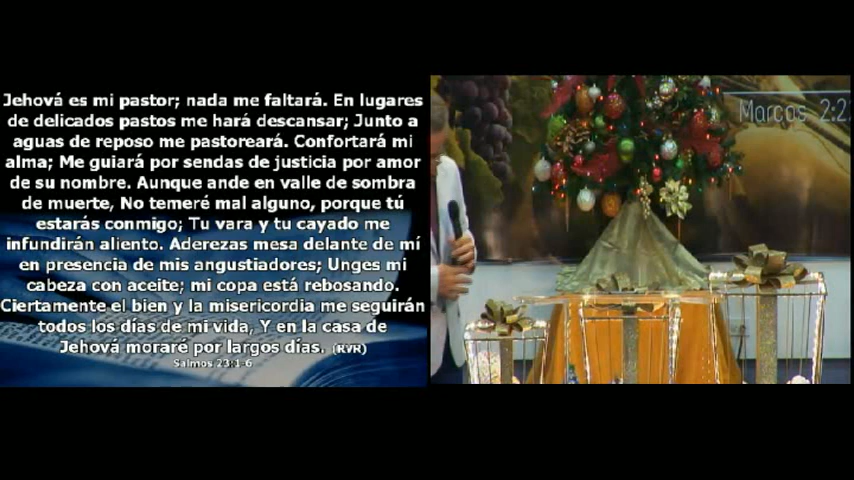 Jehová es mi pastor; nada me faltará. En lugares
de delicados pastos me hará descansar; Junto a
aguas de reposo me pastoreará. Confortará mi
alma; Me guiará por sendas de justicia por amor
de su nombre. Aunque ande en valle de sombra
de muerte, No temeré mal alguno, porque tú
estarás conmigo; Tu vara y tu cayado me
infundirán aliento. Aderezas mesa delante de mí
en presencia de mis angustiadores; Unges mi
cabeza con aceite; mi copa está rebosando.
Ciertamente el bien y la misericordia me seguirán
todos los días de mi vida, Y en la casa de
Jehová moraré por largos días. (RVR)
Salmos 23:1-6
Marcos 2:2